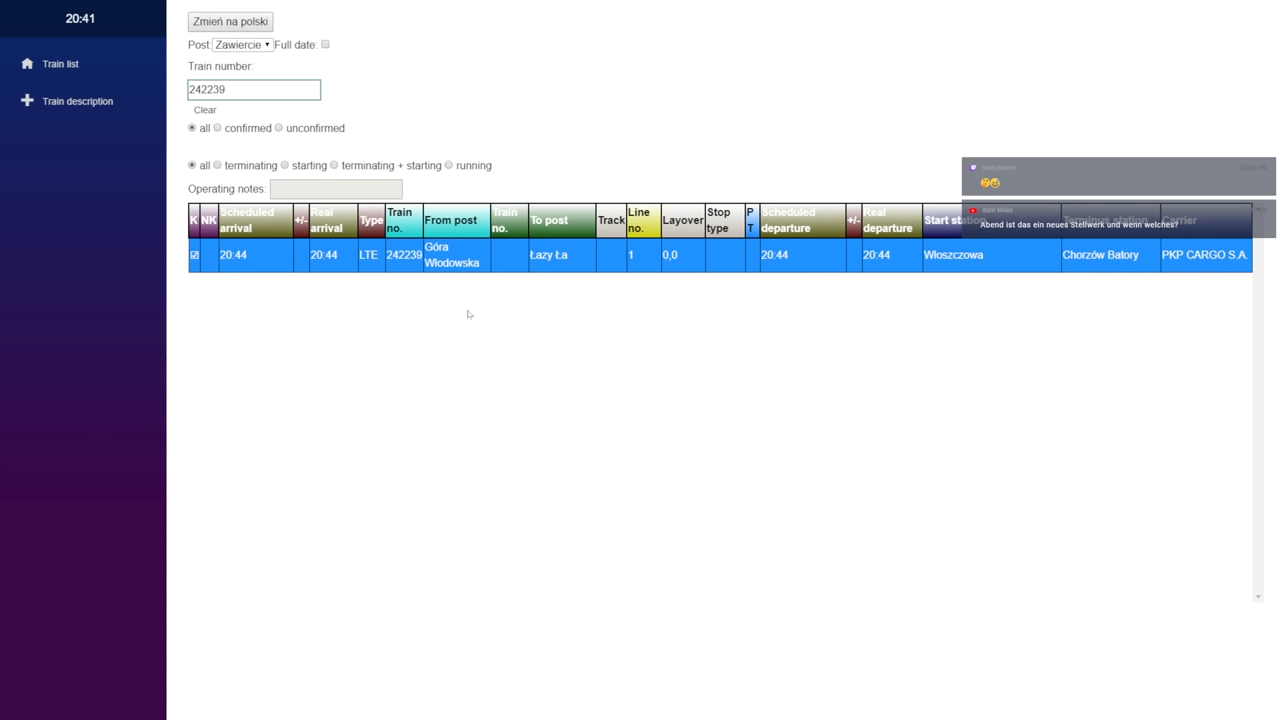 20:41
Train list
Train description
Zmień na polski
Post: Zawiercie Full date:
Train number:
242239
Clear
all confirmed unconfirmed
all terminating starting terminating + starting running
Operating notes:
K NK Scheduled arrival +/- Real arrival Type Train no. From post Train no. To post Track Line no. Layover Stop type P T Scheduled departure +/- Real departure Start station Terminus station Carrier
20:44 20:44 LTE 242239 Góra Włodowska Łazy Ła 1 0,0 20:44 20:44 Włoszczowa Chorzów Batory PKP CARGO S.A.
dom Miles
Abend ist das ein neues Stellwerk und wenn welches?